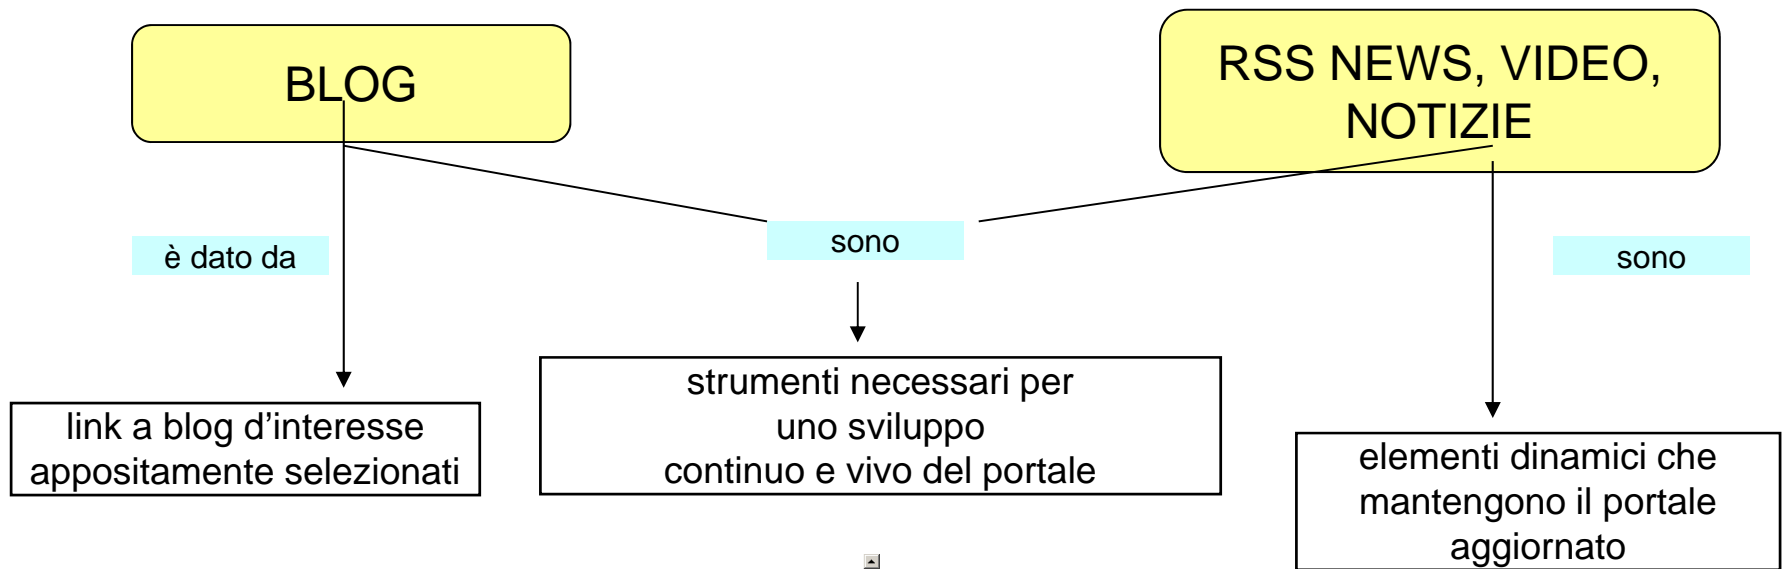 BLOG
RSS NEWS, VIDEO,
NOTIZIE
è dato da
sono
sono
link a blog d’interesse
appositamente selezionati
strumenti necessari per
uno sviluppo
continuo e vivo del portale
elementi dinamici che
mantengono il portale
aggiornato